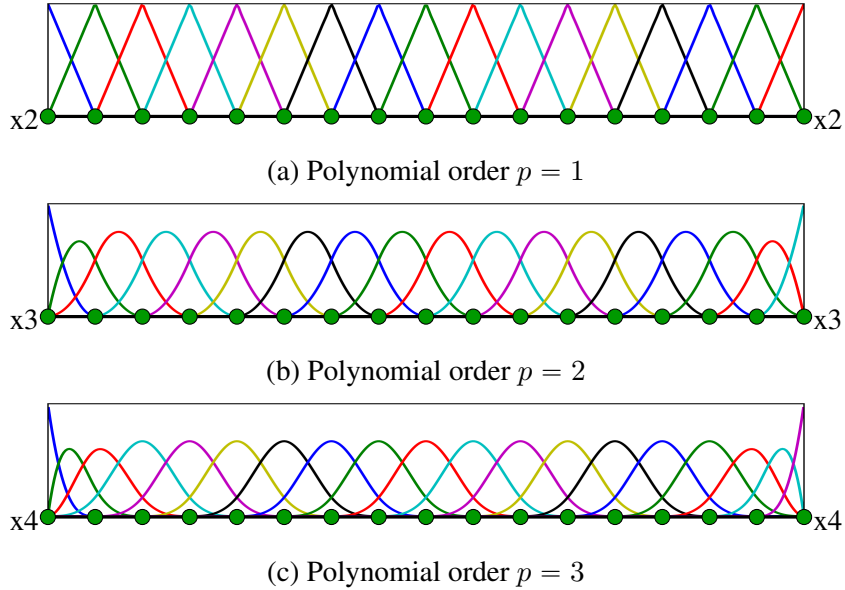 x2 x2
(a) Polynomial order p = 1
x3 x3
(b) Polynomial order p = 2
x4 x4
(c) Polynomial order p = 3